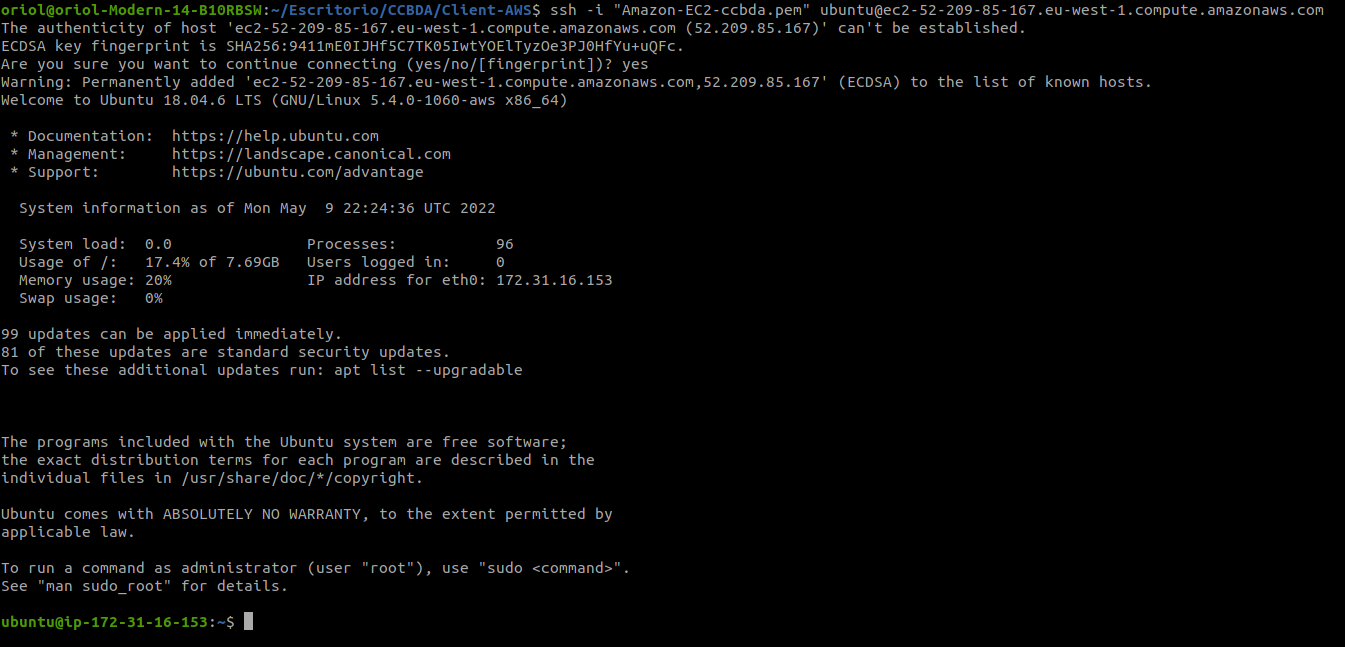 oriol@oriol-Modern-14-B10RBSW:~/Escritorio/CCBDA/Client-AWS$ ssh -i "Amazon-EC2-ccbda.pem" ubuntu@ec2-52-209-85-167.eu-west-1.compute.amazonaws.com
The authenticity of host 'ec2-52-209-85-167.eu-west-1.compute.amazonaws.com (52.209.85.167)' can't be established.
ECDSA key fingerprint is SHA256:9411mE0IJHf5C7TK05IwtYOElTyzOe3PJ0HfYu+uQFc.
Are you sure you want to continue connecting (yes/no/[fingerprint])? yes
Warning: Permanently added 'ec2-52-209-85-167.eu-west-1.compute.amazonaws.com,52.209.85.167' (ECDSA) to the list of known hosts.
Welcome to Ubuntu 18.04.6 LTS (GNU/Linux 5.4.0-1060-aws x86_64)
* Documentation:  https://help.ubuntu.com
* Management:     https://landscape.canonical.com
* Support:        https://ubuntu.com/advantage
System information as of Mon May  9 22:24:36 UTC 2022
System load:  0.0               Processes:           96
Usage of /:   17.4% of 7.69GB   Users logged in:     0
Memory usage: 20%               IP address for eth0: 172.31.16.153
Swap usage:   0%
99 updates can be applied immediately.
81 of these updates are standard security updates.
To see these additional updates run: apt list --upgradable
The programs included with the Ubuntu system are free software;
the exact distribution terms for each program are described in the
individual files in /usr/share/doc/*/copyright.
Ubuntu comes with ABSOLUTELY NO WARRANTY, to the extent permitted by
applicable law.
To run a command as administrator (user "root"), use "sudo <command>".
See "man sudo_root" for details.
ubuntu@ip-172-31-16-153:~$